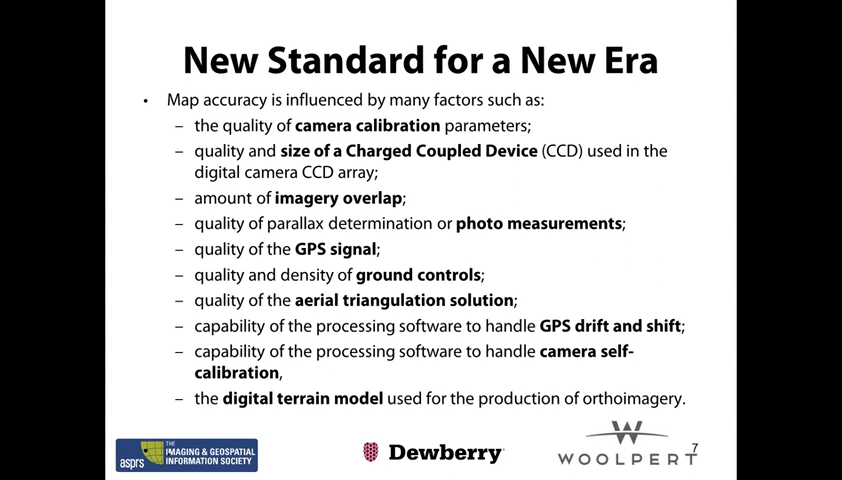 New Standard for a New Era
• Map accuracy is influenced by many factors such as:
– the quality of camera calibration parameters;
– quality and size of a Charged Coupled Device (CCD) used in the
digital camera CCD array;
– amount of imagery overlap;
– quality of parallax determination or photo measurements;
– quality of the GPS signal;
– quality and density of ground controls;
– quality of the aerial triangulation solution;
– capability of the processing software to handle GPS drift and shift;
– capability of the processing software to handle camera self-
calibration,
– the digital terrain model used for the production of orthoimagery.
asprs
THE
IMAGING & GEOSPATIAL
INFORMATION SOCIETY
Dewberry
WOOLPERT
7